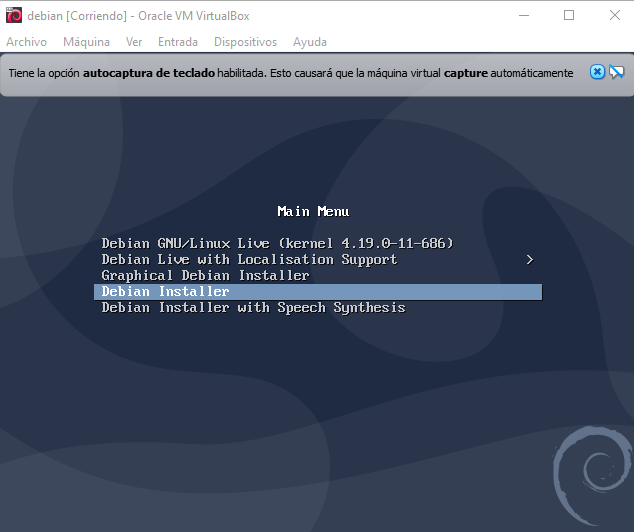 debian [Corriendo] - Oracle VM VirtualBox
Archivo Máquina Ver Entrada Dispositivos Ayuda
Tiene la opción autocaptura de teclado habilitada. Esto causará que la máquina virtual capture automáticamente
Main Menu
Debian GNU/Linux Live (kernel 4.19.0-11-686)
Debian Live with Localisation Support >
Graphical Debian Installer
Debian Installer
Debian Installer with Speech Synthesis